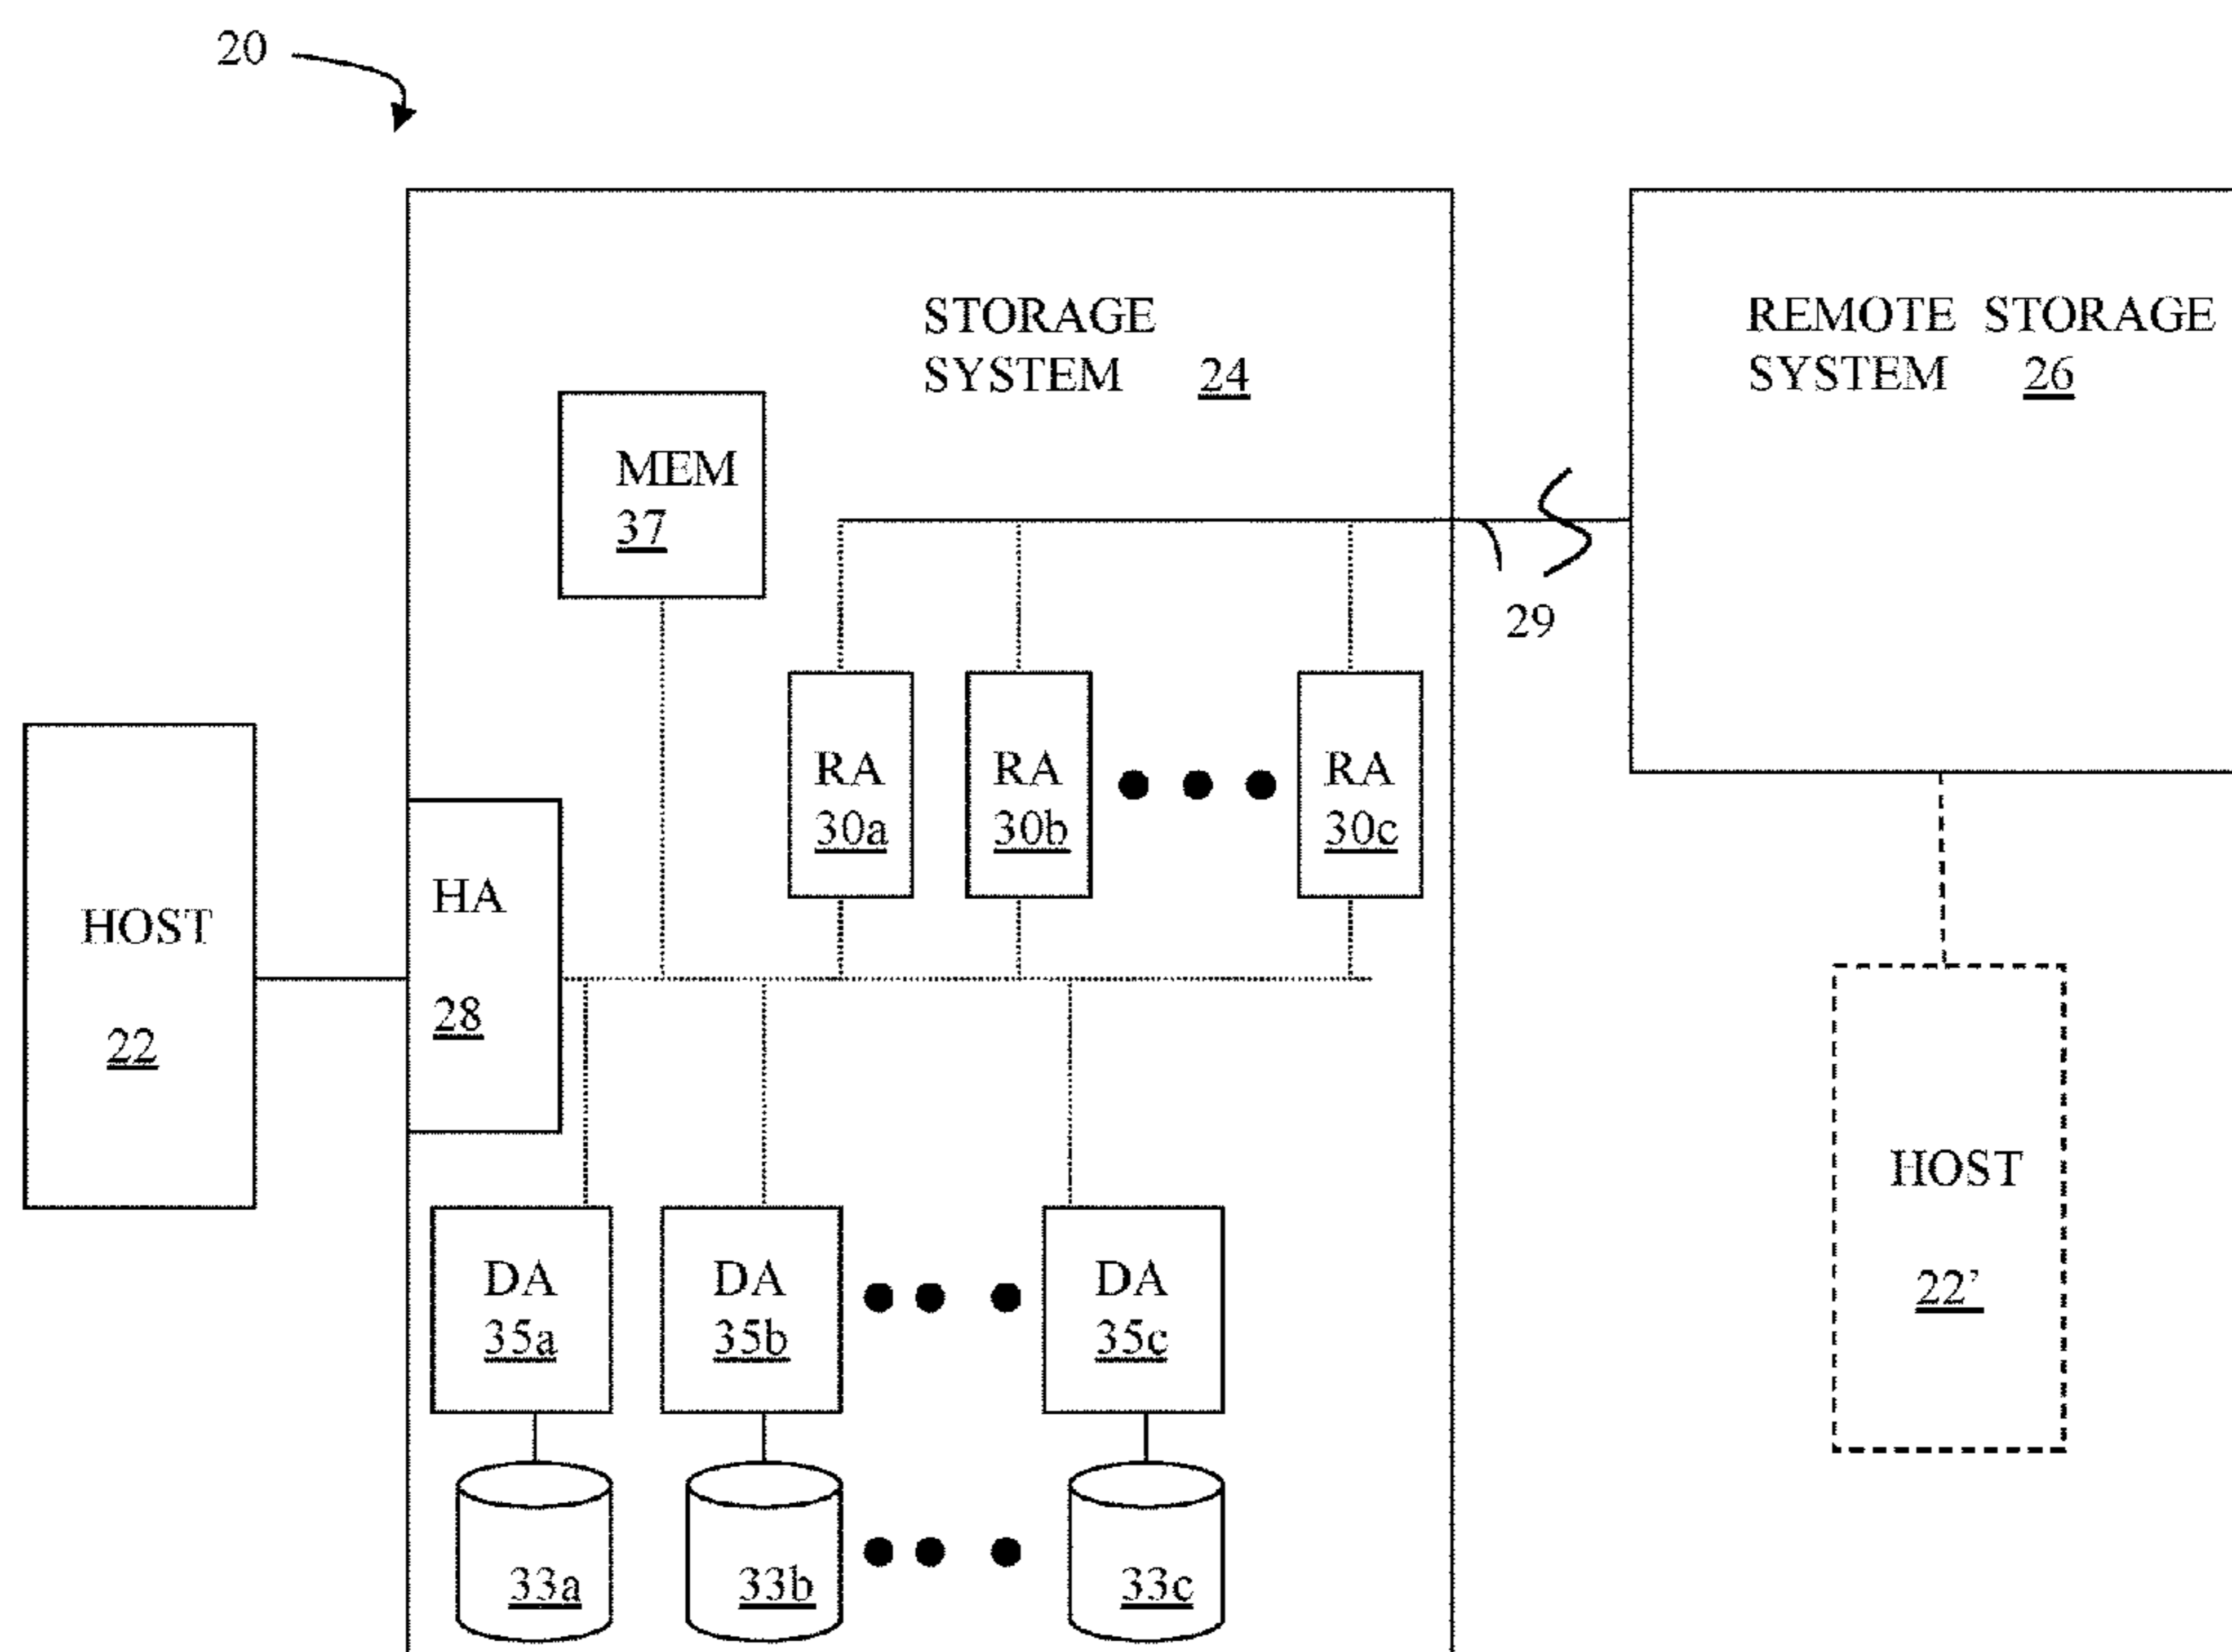 20
STORAGE
SYSTEM 24
REMOTE STORAGE
SYSTEM 26
MEM
37
29
RA
30a
RA
30b
RA
30c
HOST
22
HA
28
HOST
22’
DA
35a
DA
35b
DA
35c
33a
33b
33c